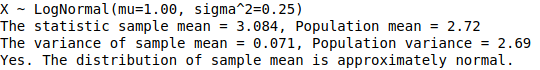 X ~ LogNormal(mu=1.00, sigma^2=0.25)
The statistic sample mean = 3.084, Population mean = 2.72
The variance of sample mean = 0.071, Population variance = 2.69
Yes. The distribution of sample mean is approximately normal.